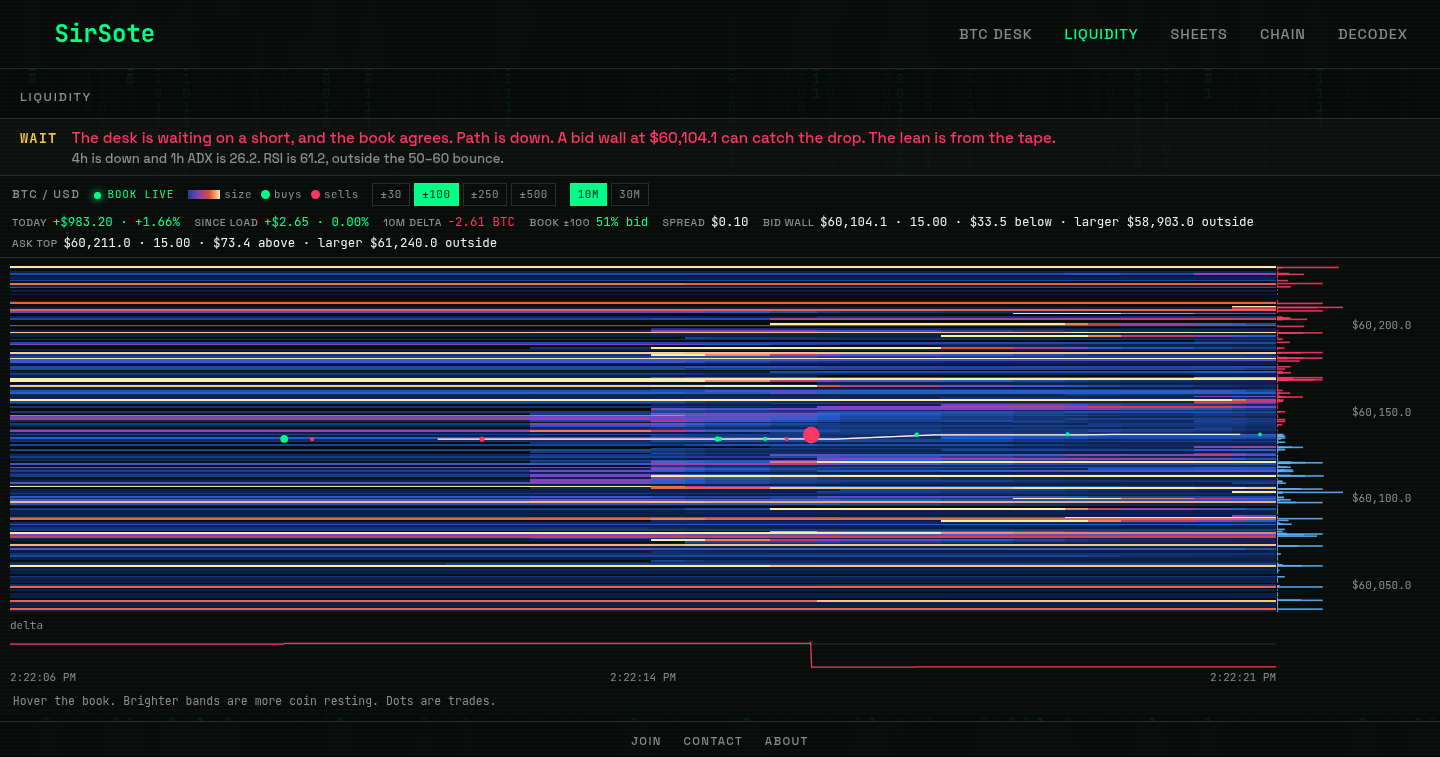 SirSote
BTC DESK LIQUIDITY SHEETS CHAIN DECODEX
LIQUIDITY
WAIT The desk is waiting on a short, and the book agrees. Path is down. A bid wall at $60,104.1 can catch the drop. The lean is from the tape.
4h is down and 1h ADX is 26.2. RSI is 61.2, outside the 50–60 bounce.
BTC / USD BOOK LIVE size buys sells ±30 ±100 ±250 ±500 10M 30M
TODAY +$983.20 · +1.66% SINCE LOAD +$2.65 · 0.00% 10M DELTA -2.61 BTC BOOK ±100 51% bid SPREAD $0.10 BID WALL $60,104.1 · 15.00 · $33.5 below · larger $58,903.0 outside
ASK TOP $60,211.0 · 15.00 · $73.4 above · larger $61,240.0 outside
$60,200.0
$60,150.0
$60,100.0
$60,050.0
delta
2:22:06 PM 2:22:14 PM 2:22:21 PM
Hover the book. Brighter bands are more coin resting. Dots are trades.
JOIN CONTACT ABOUT